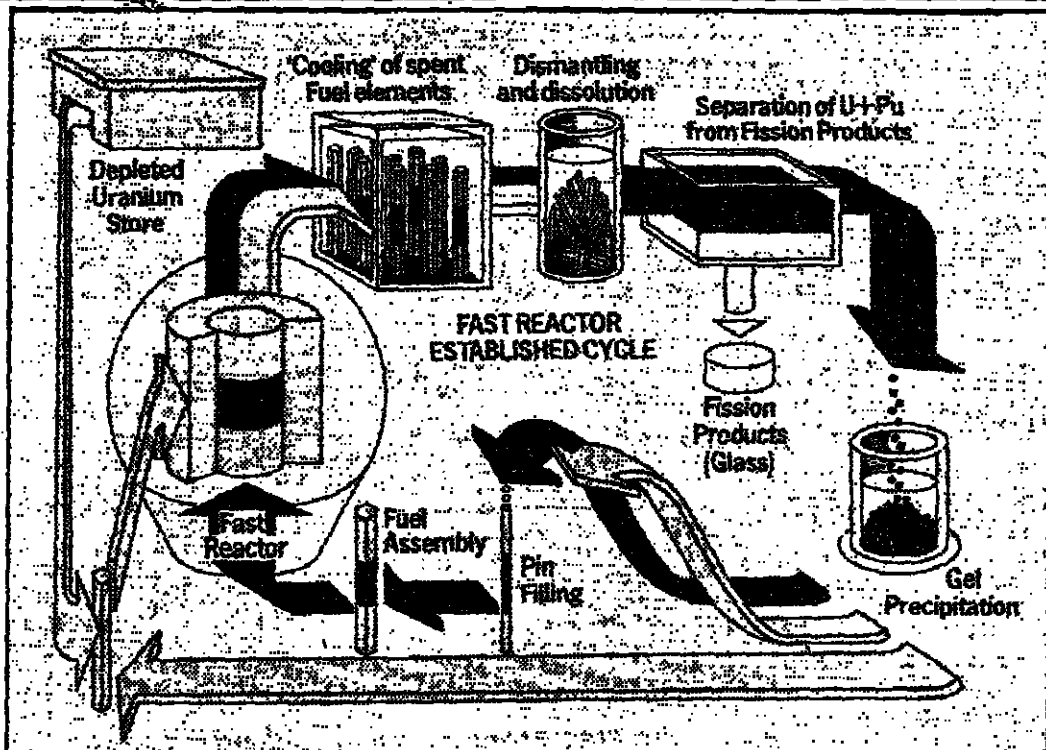 'Cooling' of spent
Fuel elements
Dismantling
and dissolution
Separation of U+Pu
from Fission Products
Depleted
Uranium
Store
FAST REACTOR
ESTABLISHED CYCLE
Fission
Products
(Glass)
Fast
Reactor
Fuel
Assembly
Pin
Filling
Gel
Precipitation